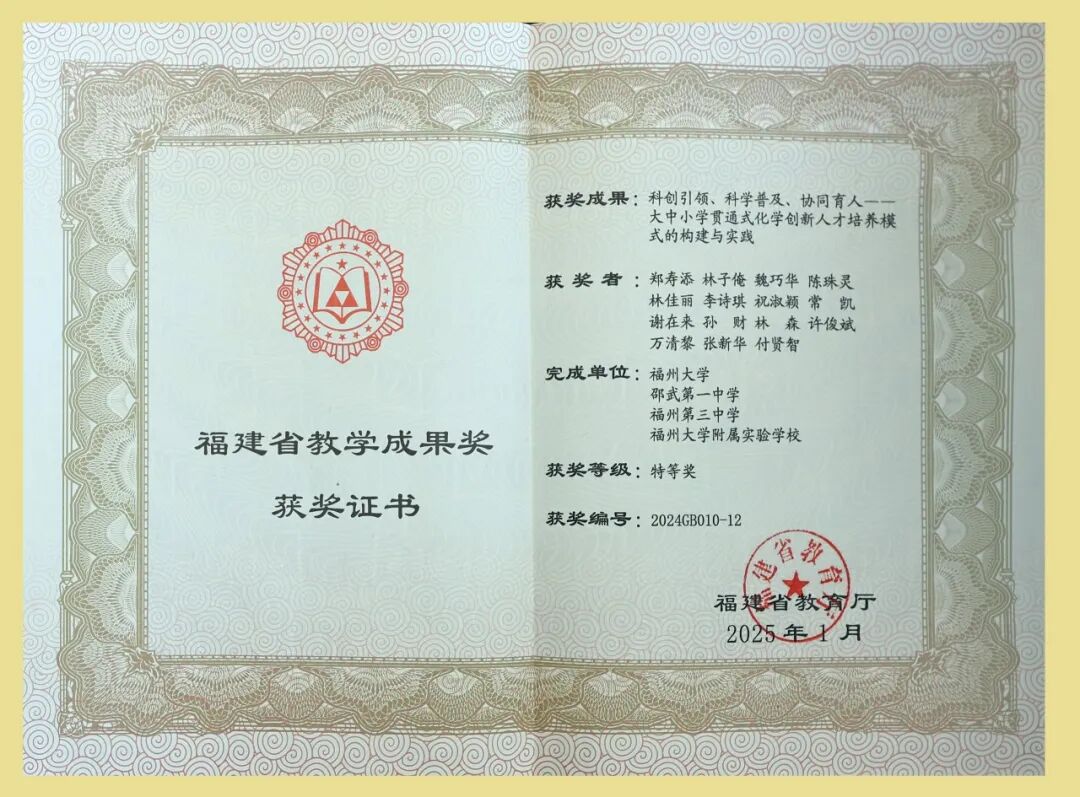 福建省教学成果奖
获奖证书
获奖成果：科创引领、科学普及、协同育人——
大中小学贯通式化学创新人才培养模
式的构建与实践
获奖者：郑寿添 林子俺 魏巧华 陈珠灵
林佳丽 李诗琪 祝淑颖 常 凯
谢在来 孙 财 林 森 许俊斌
万清黎 张新华 付贤智
完成单位：福州大学
邵武第一中学
福州第三中学
福州大学附属实验学校
获奖等级：特等奖
获奖编号：2024GB010-12
福建省教育厅
福建省教育厅
2025年1月